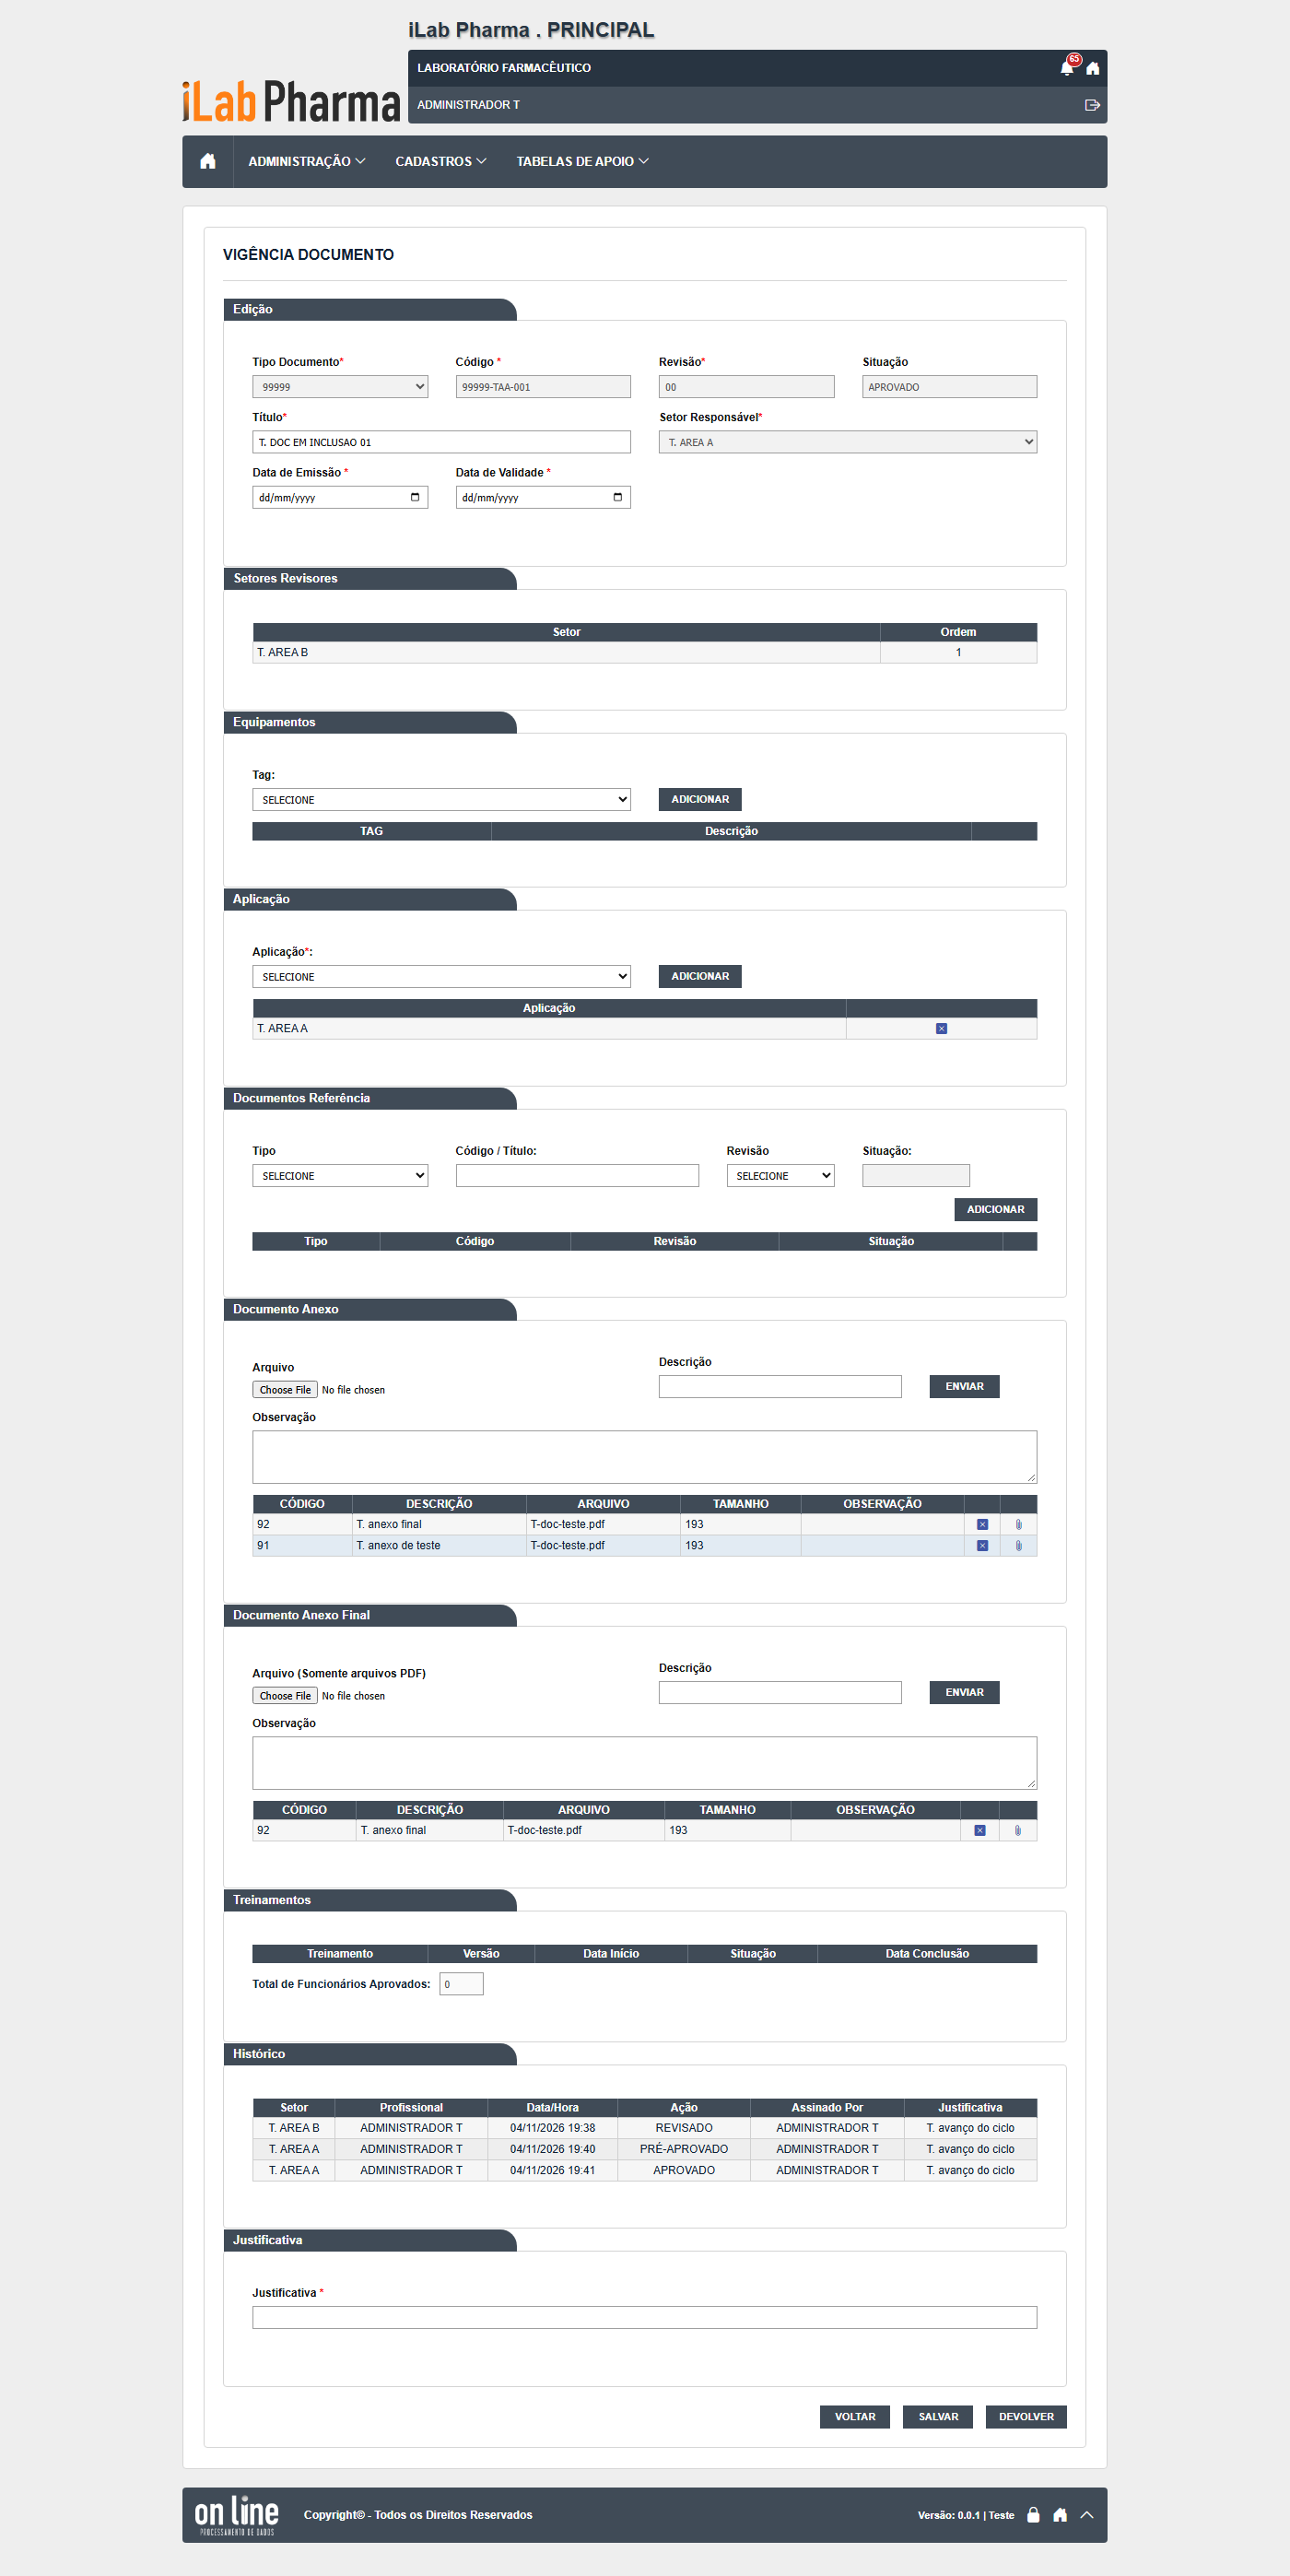 iLab Pharma . PRINCIPAL
LABORATÓRIO FARMACÊUTICO
65
iLab Pharma
ADMINISTRADOR T
ADMINISTRAÇÃO CADASTROS TABELAS DE APOIO
VIGÊNCIA DOCUMENTO
Edição
Tipo Documento* Código * Revisão* Situação
99999 99999-TAA-001 00 APROVADO
Título* Setor Responsável*
T. DOC EM INCLUSAO 01 T. AREA A
Data de Emissão * Data de Validade *
dd/mm/yyyy dd/mm/yyyy
Setores Revisores
Setor Ordem
T. AREA B 1
Equipamentos
Tag:
SELECIONE ADICIONAR
TAG Descrição
Aplicação
Aplicação*:
SELECIONE ADICIONAR
Aplicação
T. AREA A
Documentos Referência
Tipo Código / Título: Revisão Situação:
SELECIONE SELECIONE
ADICIONAR
Tipo Código Revisão Situação
Documento Anexo
Arquivo Descrição
Choose File No file chosen ENVIAR
Observação
CÓDIGO DESCRIÇÃO ARQUIVO TAMANHO OBSERVAÇÃO
92 T. anexo final T-doc-teste.pdf 193
91 T. anexo de teste T-doc-teste.pdf 193
Documento Anexo Final
Arquivo (Somente arquivos PDF) Descrição
Choose File No file chosen ENVIAR
Observação
CÓDIGO DESCRIÇÃO ARQUIVO TAMANHO OBSERVAÇÃO
92 T. anexo final T-doc-teste.pdf 193
Treinamentos
Treinamento Versão Data Início Situação Data Conclusão
Total de Funcionários Aprovados: 0
Histórico
Setor Profissional Data/Hora Ação Assinado Por Justificativa
T. AREA B ADMINISTRADOR T 04/11/2026 19:38 REVISADO ADMINISTRADOR T T. avanço do ciclo
T. AREA A ADMINISTRADOR T 04/11/2026 19:40 PRÉ-APROVADO ADMINISTRADOR T T. avanço do ciclo
T. AREA A ADMINISTRADOR T 04/11/2026 19:41 APROVADO ADMINISTRADOR T T. avanço do ciclo
Justificativa
Justificativa *
VOLTAR SALVAR DEVOLVER
on line
PROCESSAMENTO DE DADOS
Copyright© - Todos os Direitos Reservados
Versão: 0.0.1 | Teste